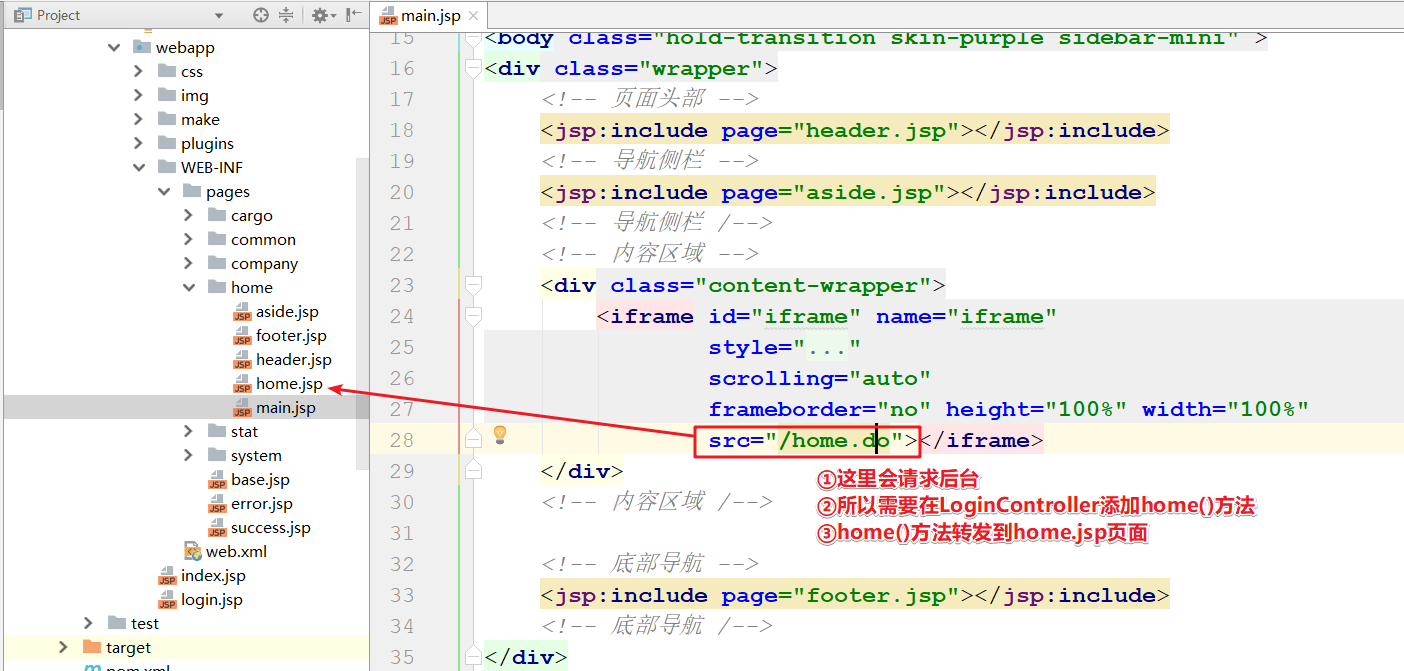 Project
main.jsp
webapp
css
img
make
plugins
WEB-INF
pages
cargo
common
company
home
aside.jsp
footer.jsp
header.jsp
home.jsp
main.jsp
stat
system
base.jsp
error.jsp
success.jsp
web.xml
index.jsp
login.jsp
test
target
pom.xml
15 <body class="hold-transition skin-purple sidebar-mini" >
16 <div class="wrapper">
17 <!-- 页面头部 -->
18 <jsp:include page="header.jsp"></jsp:include>
19 <!-- 导航侧栏 -->
20 <jsp:include page="aside.jsp"></jsp:include>
21 <!-- 导航侧栏 /-->
22 <!-- 内容区域 -->
23 <div class="content-wrapper">
24 <iframe id="iframe" name="iframe"
25 style="..."
26 scrolling="auto"
27 frameborder="no" height="100%" width="100%"
28 src="/home.do"></iframe>
29 </div>
30 <!-- 内容区域 /-->
31
32 <!-- 底部导航 -->
33 <jsp:include page="footer.jsp"></jsp:include>
34 <!-- 底部导航 /-->
35 </div>
①这里会请求后台
②所以需要在LoginController添加home()方法
③home()方法转发到home.jsp页面